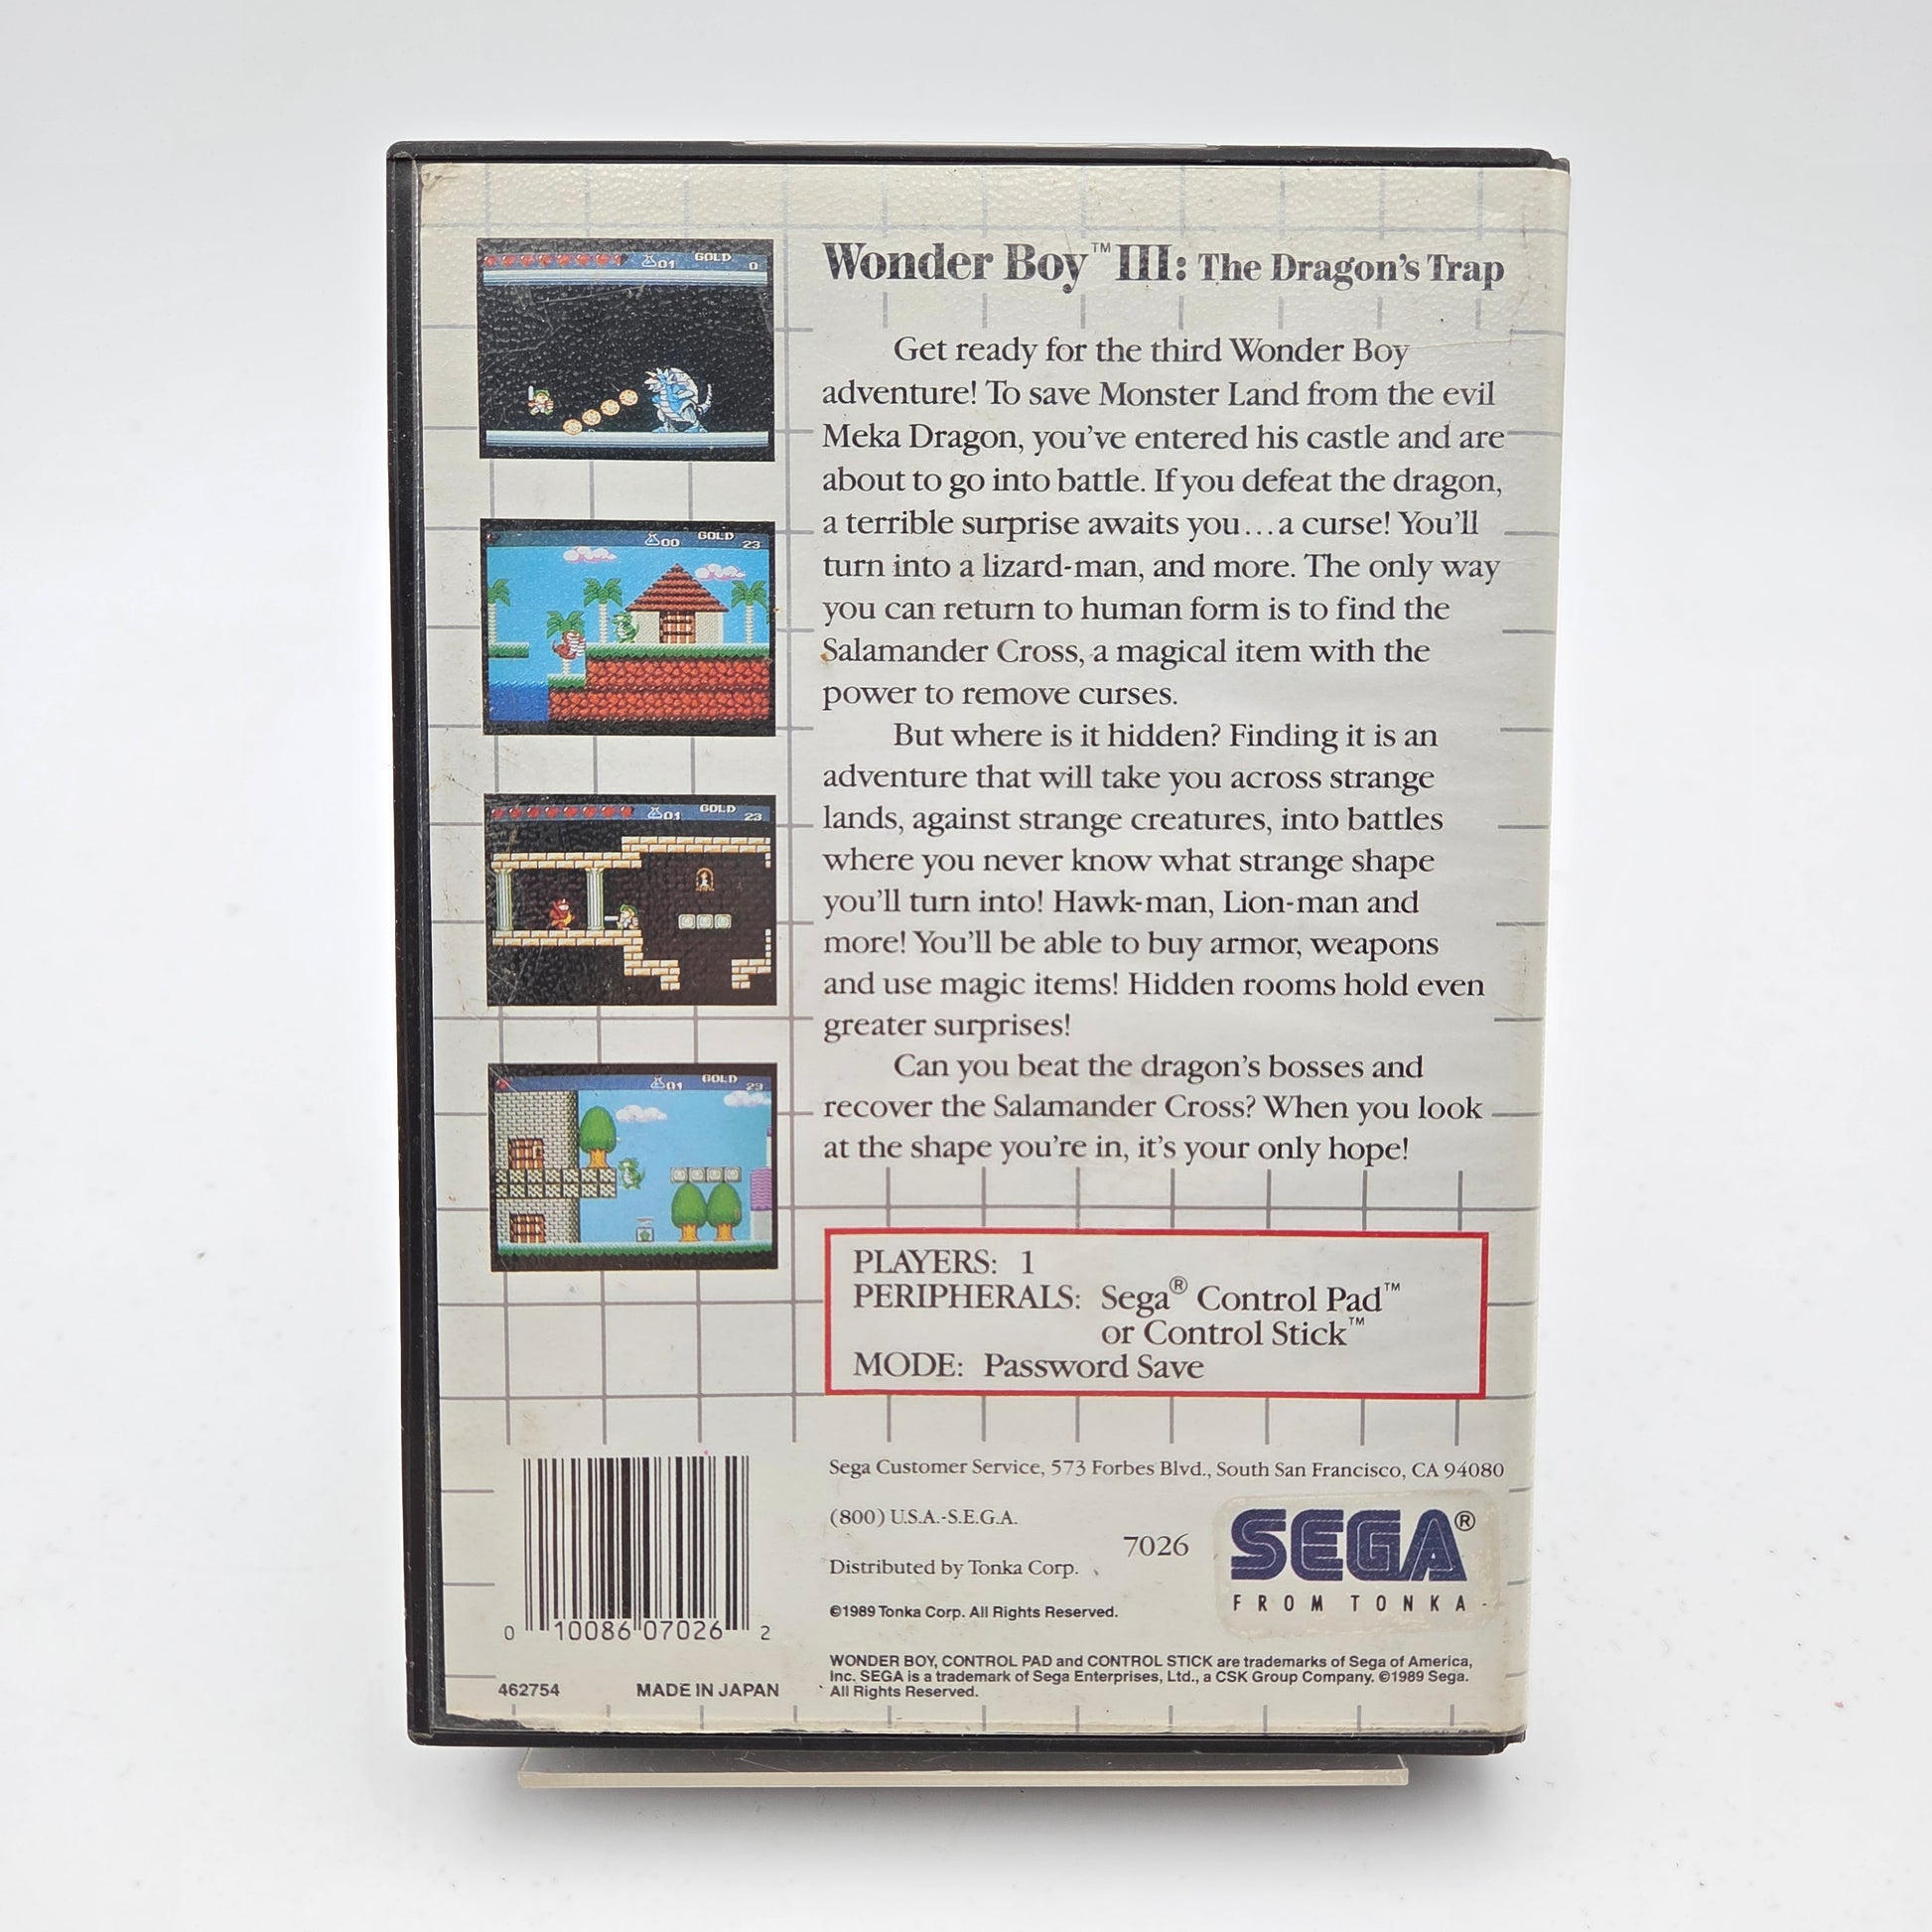 Wonder Boy™ III: The Dragon's Trap
Get ready for the third Wonder Boy
adventure! To save Monster Land from the evil
Meka Dragon, you've entered his castle and are
about to go into battle. If you defeat the dragon,
a terrible surprise awaits you...a curse! You'll
turn into a lizard-man, and more. The only way
you can return to human form is to find the
Salamander Cross, a magical item with the
power to remove curses.
But where is it hidden? Finding it is an
adventure that will take you across strange
lands, against strange creatures, into battles
where you never know what strange shape
you'll turn into! Hawk-man, Lion-man and
more! You'll be able to buy armor, weapons
and use magic items! Hidden rooms hold even
greater surprises!
Can you beat the dragon's bosses and
recover the Salamander Cross? When you look
at the shape you're in, it's your only hope!
01 GOLD 0
00 GOLD 23
01 GOLD 23
01 GOLD 23
PLAYERS: 1
PERIPHERALS: Sega® Control Pad™
or Control Stick™
MODE: Password Save
Sega Customer Service, 573 Forbes Blvd., South San Francisco, CA 94080
(800) U.S.A.-S.E.G.A.
7026
Distributed by Tonka Corp.
©1989 Tonka Corp. All Rights Reserved.
SEGA®
FROM TONKA
WONDER BOY, CONTROL PAD and CONTROL STICK are trademarks of Sega of America,
Inc. SEGA is a trademark of Sega Enterprises, Ltd., a CSK Group Company. ©1989 Sega.
All Rights Reserved.
0 10086 07026 2
462754 MADE IN JAPAN